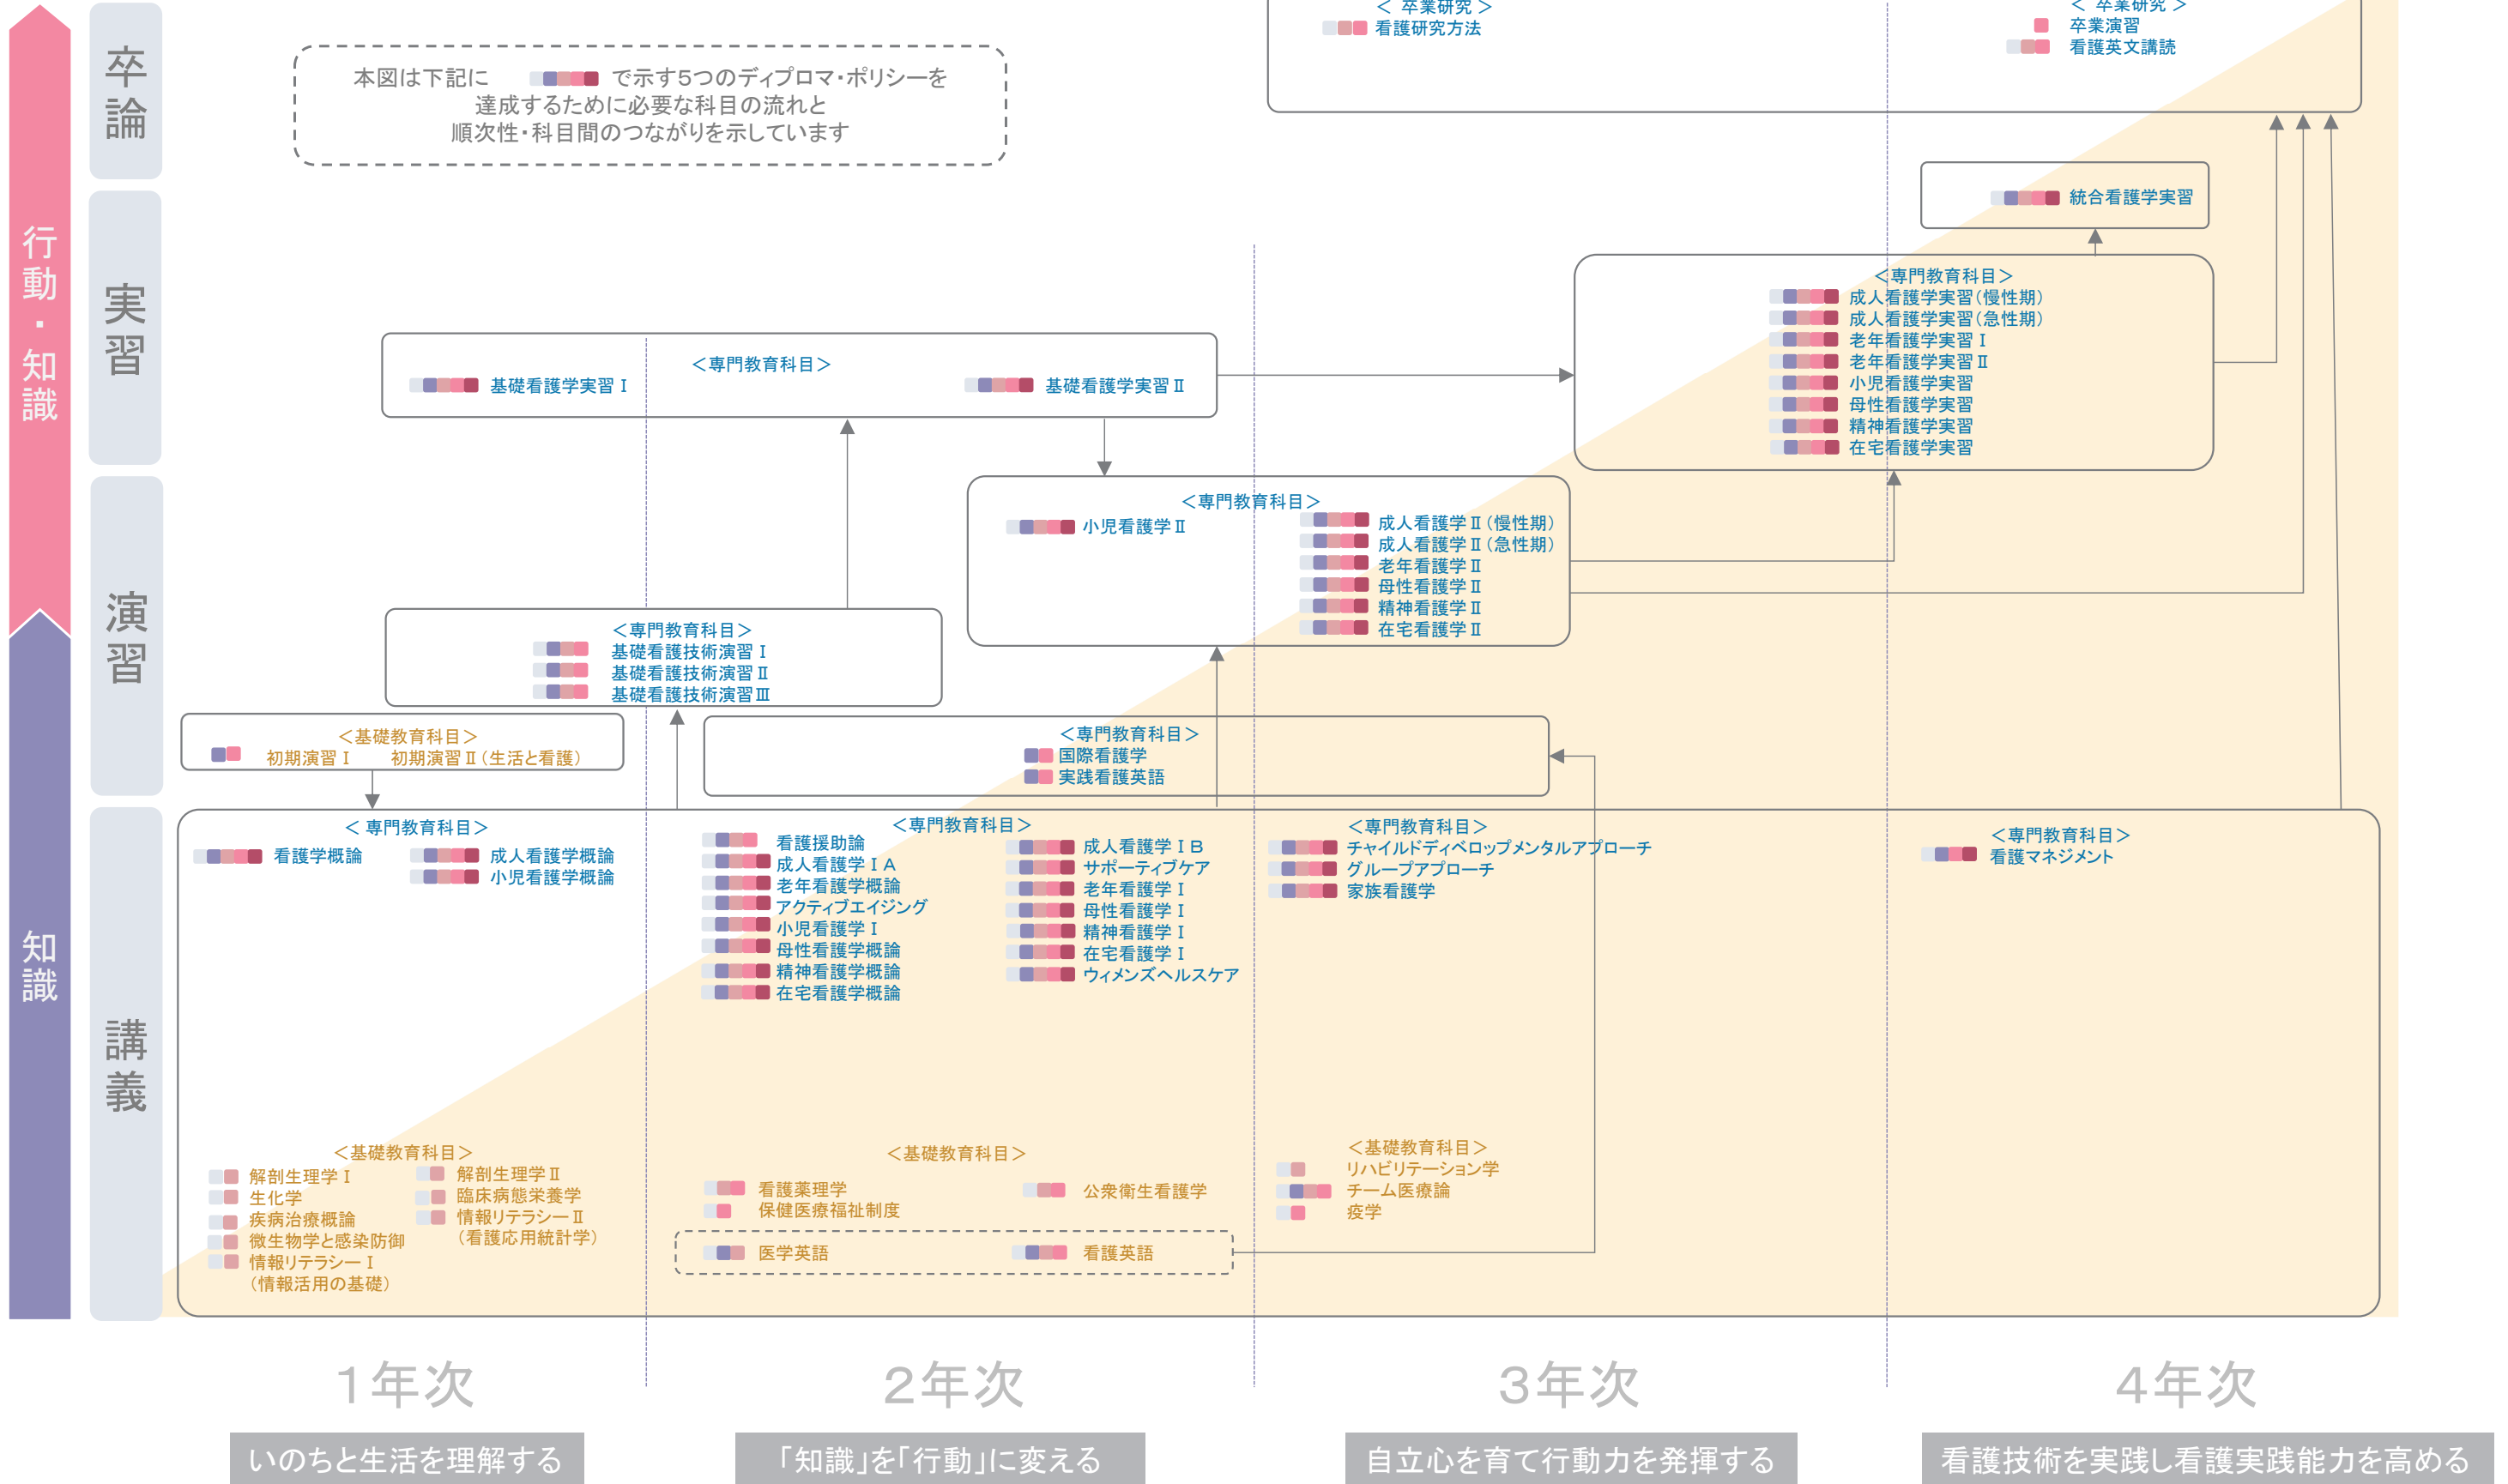 行動・知識
知識
卒論
実習
演習
講義
本図は下記に で示す5つのディプロマ・ポリシーを
達成するために必要な科目の流れと
順次性・科目間のつながりを示しています
＜ 卒業研究 ＞
看護研究方法
＜ 卒業研究 ＞
卒業演習
看護英文講読
統合看護学実習
＜専門教育科目＞
成人看護学実習（慢性期）
成人看護学実習（急性期）
老年看護学実習Ⅰ
老年看護学実習Ⅱ
小児看護学実習
母性看護学実習
精神看護学実習
在宅看護学実習
＜専門教育科目＞
基礎看護学実習Ⅰ
基礎看護学実習Ⅱ
＜専門教育科目＞
小児看護学Ⅱ
成人看護学Ⅱ（慢性期）
成人看護学Ⅱ（急性期）
老年看護学Ⅱ
母性看護学Ⅱ
精神看護学Ⅱ
在宅看護学Ⅱ
＜専門教育科目＞
基礎看護技術演習Ⅰ
基礎看護技術演習Ⅱ
基礎看護技術演習Ⅲ
＜基礎教育科目＞
初期演習Ⅰ 初期演習Ⅱ（生活と看護）
＜専門教育科目＞
国際看護学
実践看護英語
＜ 専門教育科目＞
看護学概論
成人看護学概論
小児看護学概論
＜専門教育科目＞
看護援助論
成人看護学ⅠＡ
老年看護学概論
アクティブエイジング
小児看護学Ⅰ
母性看護学概論
精神看護学概論
在宅看護学概論
成人看護学ⅠＢ
サポーティブケア
老年看護学Ⅰ
母性看護学Ⅰ
精神看護学Ⅰ
在宅看護学Ⅰ
ウィメンズヘルスケア
＜専門教育科目＞
チャイルドディベロップメンタルアプローチ
グループアプローチ
家族看護学
＜専門教育科目＞
看護マネジメント
＜基礎教育科目＞
解剖生理学Ⅰ
生化学
疾病治療概論
微生物学と感染防御
情報リテラシーⅠ
（情報活用の基礎）
解剖生理学Ⅱ
臨床病態栄養学
情報リテラシーⅡ
（看護応用統計学）
＜基礎教育科目＞
看護薬理学
保健医療福祉制度
公衆衛生看護学
医学英語
看護英語
＜基礎教育科目＞
リハビリテーション学
チーム医療論
疫学
1年次
2年次
3年次
4年次
いのちと生活を理解する
「知識」を「行動」に変える
自立心を育て行動力を発揮する
看護技術を実践し看護実践能力を高める